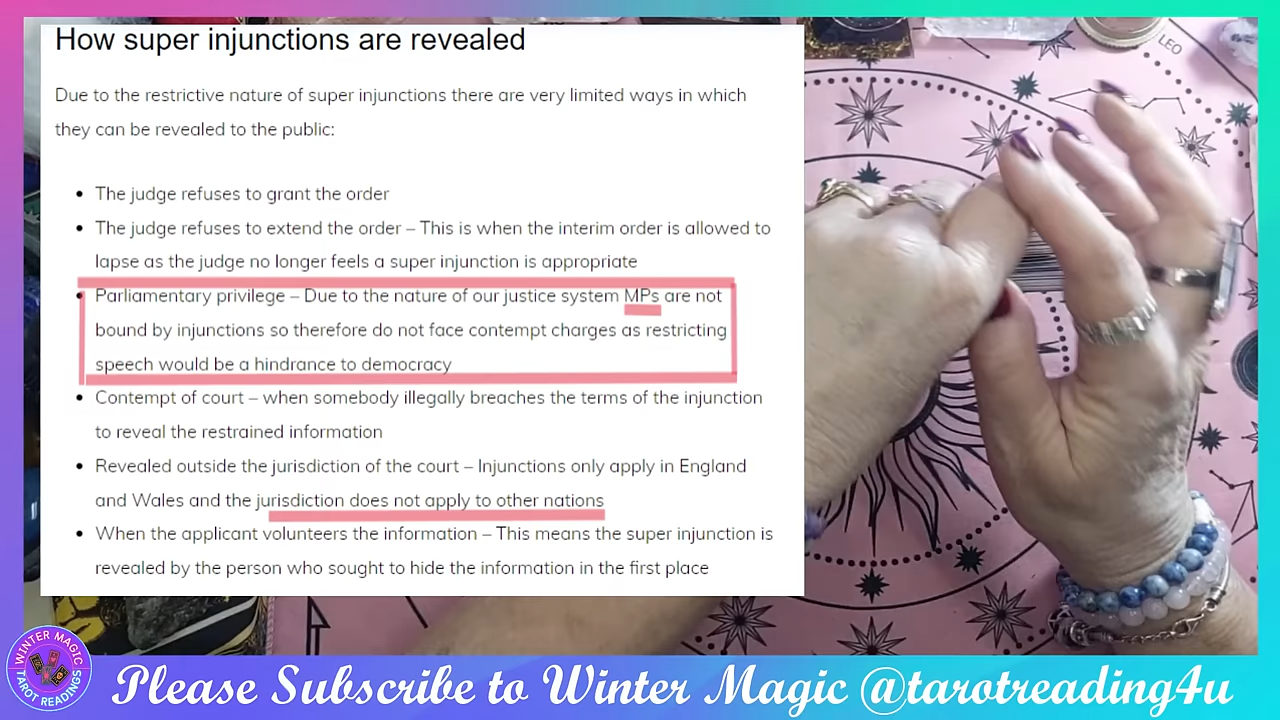 How super injunctions are revealed
Due to the restrictive nature of super injunctions there are very limited ways in which
they can be revealed to the public:
• The judge refuses to grant the order
• The judge refuses to extend the order – This is when the interim order is allowed to
lapse as the judge no longer feels a super injunction is appropriate
• Parliamentary privilege – Due to the nature of our justice system MPs are not
bound by injunctions so therefore do not face contempt charges as restricting
speech would be a hindrance to democracy
• Contempt of court – when somebody illegally breaches the terms of the injunction
to reveal the restrained information
• Revealed outside the jurisdiction of the court – Injunctions only apply in England
and Wales and the jurisdiction does not apply to other nations
• When the applicant volunteers the information – This means the super injunction is
revealed by the person who sought to hide the information in the first place
LEO
WINTER MAGIC
TAROT READINGS
Please Subscribe to Winter Magic @tarotreading4u